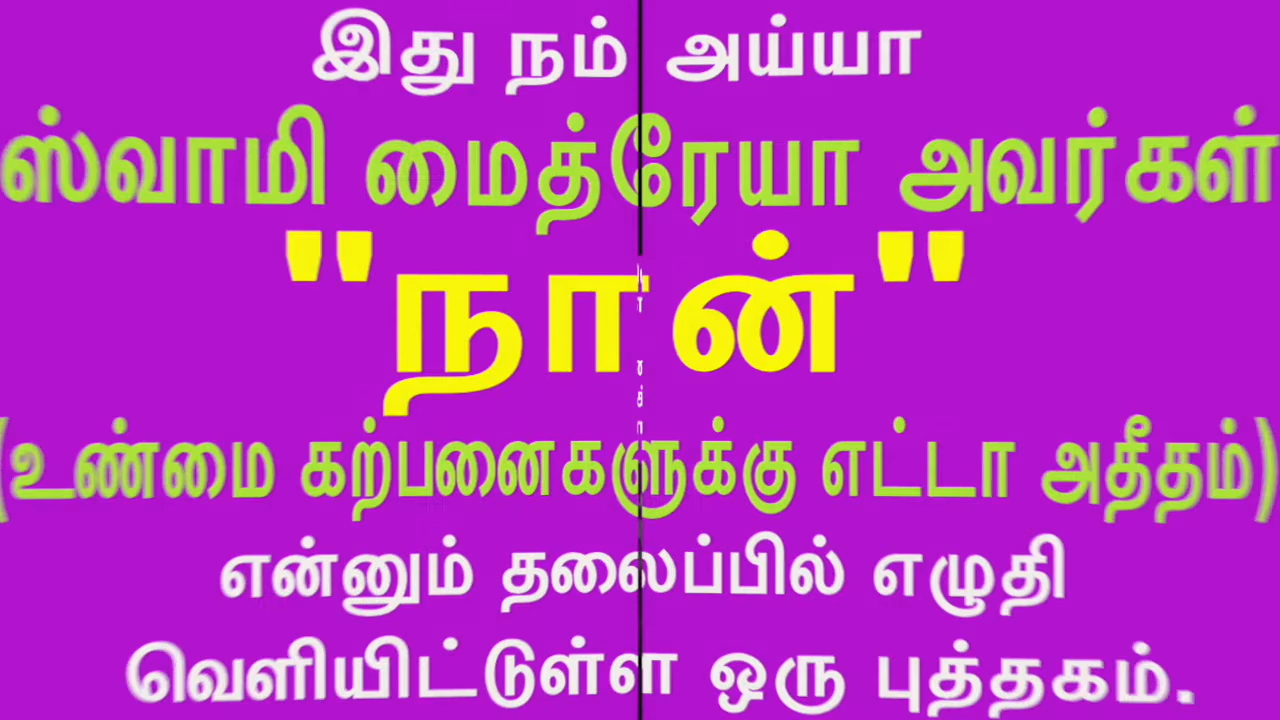 இது நம் அய்யா
ஸ்வாமி மைத்ரேயா அவர்கள்
"நான்"
(உண்மை கற்பனைகளுக்கு எட்டா அதீதம்)
என்னும் தலைப்பில் எழுதி
வெளியிட்டுள்ள ஒரு புத்தகம்.